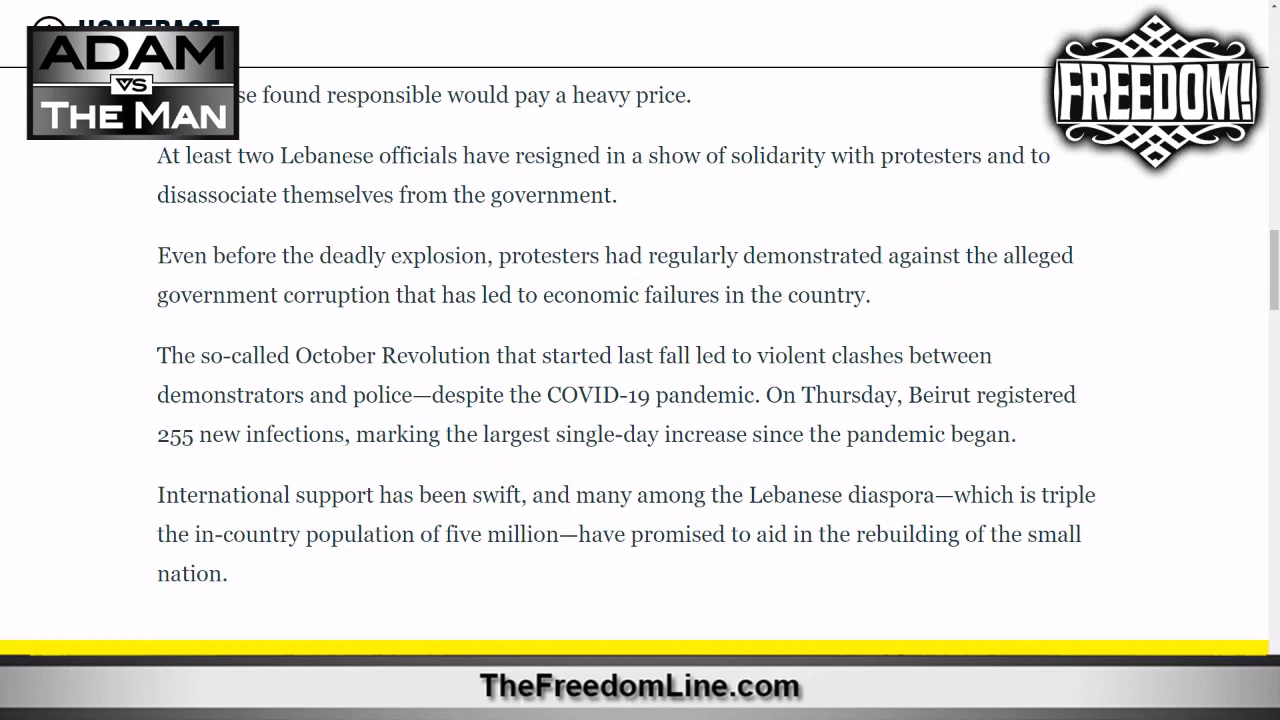 HOMEPAGE
ADAM
VS
THE MAN
FREEDOM!
se found responsible would pay a heavy price.
At least two Lebanese officials have resigned in a show of solidarity with protesters and to
disassociate themselves from the government.
Even before the deadly explosion, protesters had regularly demonstrated against the alleged
government corruption that has led to economic failures in the country.
The so-called October Revolution that started last fall led to violent clashes between
demonstrators and police—despite the COVID-19 pandemic. On Thursday, Beirut registered
255 new infections, marking the largest single-day increase since the pandemic began.
International support has been swift, and many among the Lebanese diaspora—which is triple
the in-country population of five million—have promised to aid in the rebuilding of the small
nation.
TheFreedomLine.com